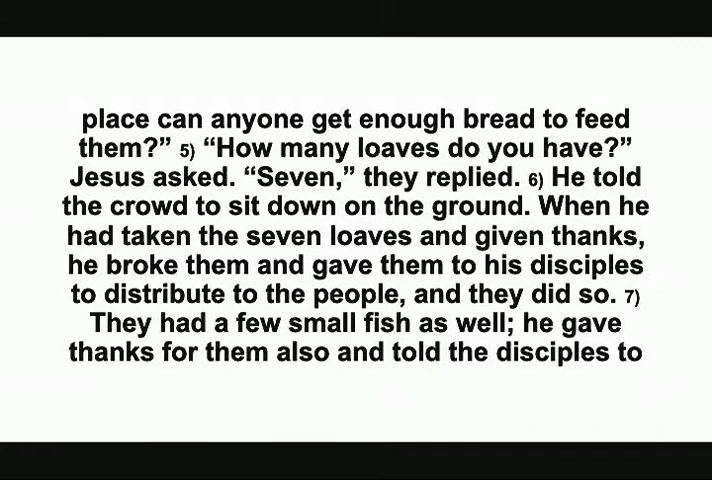 place can anyone get enough bread to feed
them?” 5) “How many loaves do you have?”
Jesus asked. “Seven,” they replied. 6) He told
the crowd to sit down on the ground. When he
had taken the seven loaves and given thanks,
he broke them and gave them to his disciples
to distribute to the people, and they did so. 7)
They had a few small fish as well; he gave
thanks for them also and told the disciples to